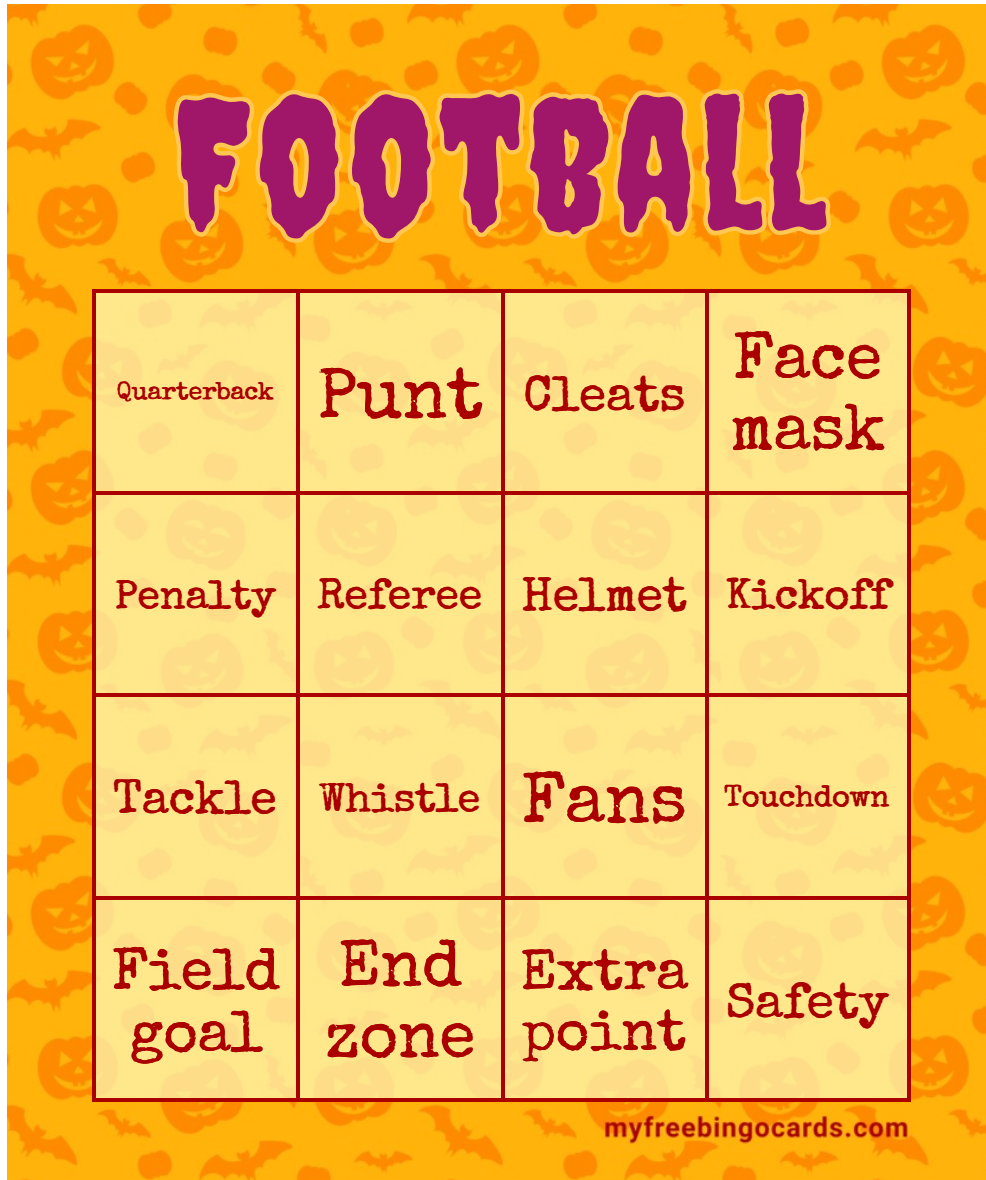 FOOTBALL
Quarterback
Punt
Cleats
Face
mask
Penalty
Referee
Helmet
Kickoff
Tackle
Whistle
Fans
Touchdown
Field
goal
End
zone
Extra
point
Safety
myfreebingocards.com